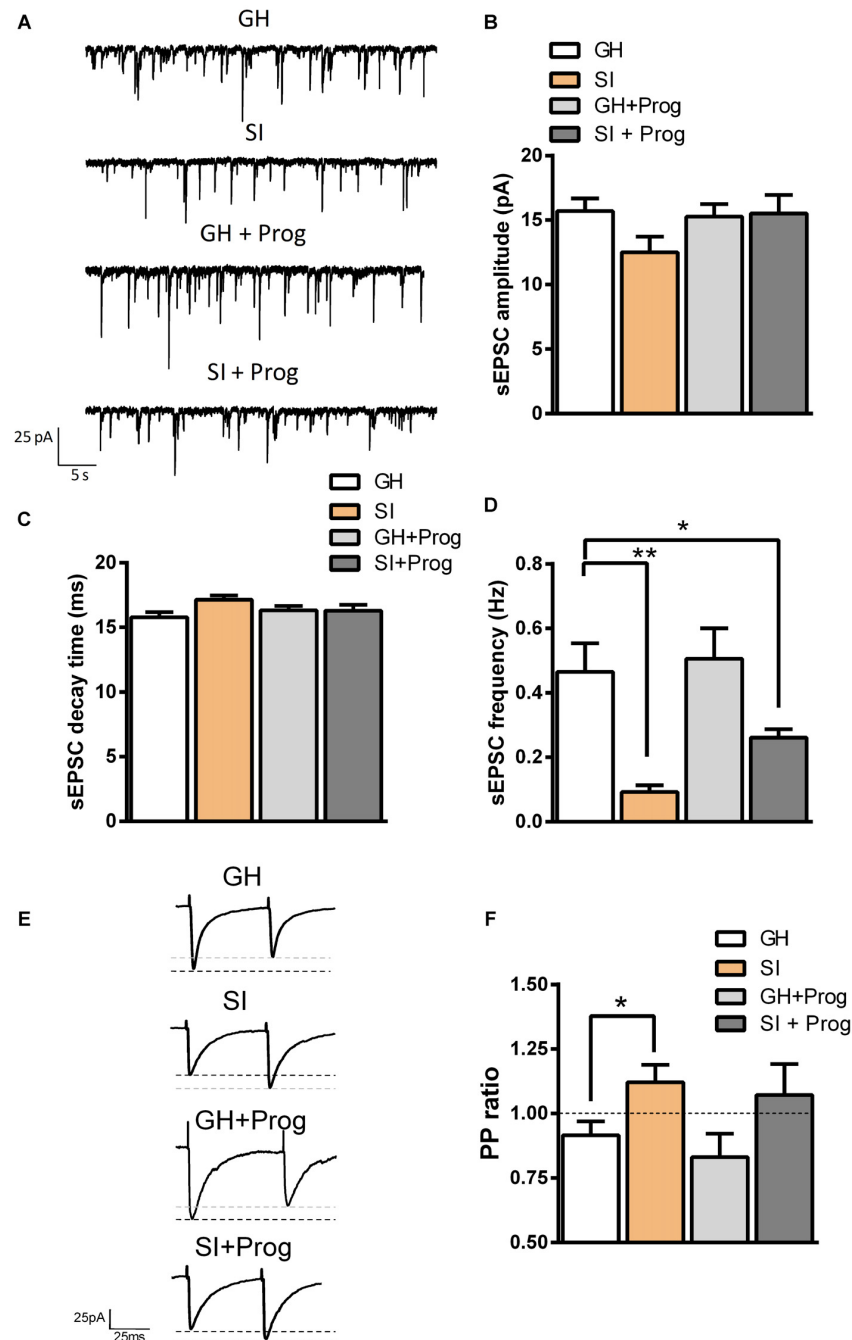 A
GH
SI
GH + Prog
SI + Prog
25 pA
5 s
B
GH
SI
GH+Prog
SI + Prog
sEPSC amplitude (pA)
20
15
10
5
0
C
GH
SI
GH+Prog
SI+Prog
sEPSC decay time (ms)
20
15
10
5
0
D
*
**
sEPSC frequency (Hz)
0.8
0.6
0.4
0.2
0.0
E
GH
SI
GH+Prog
SI+Prog
25pA
25ms
F
GH
SI
GH+Prog
SI + Prog
*
PP ratio
1.50
1.25
1.00
0.75
0.50